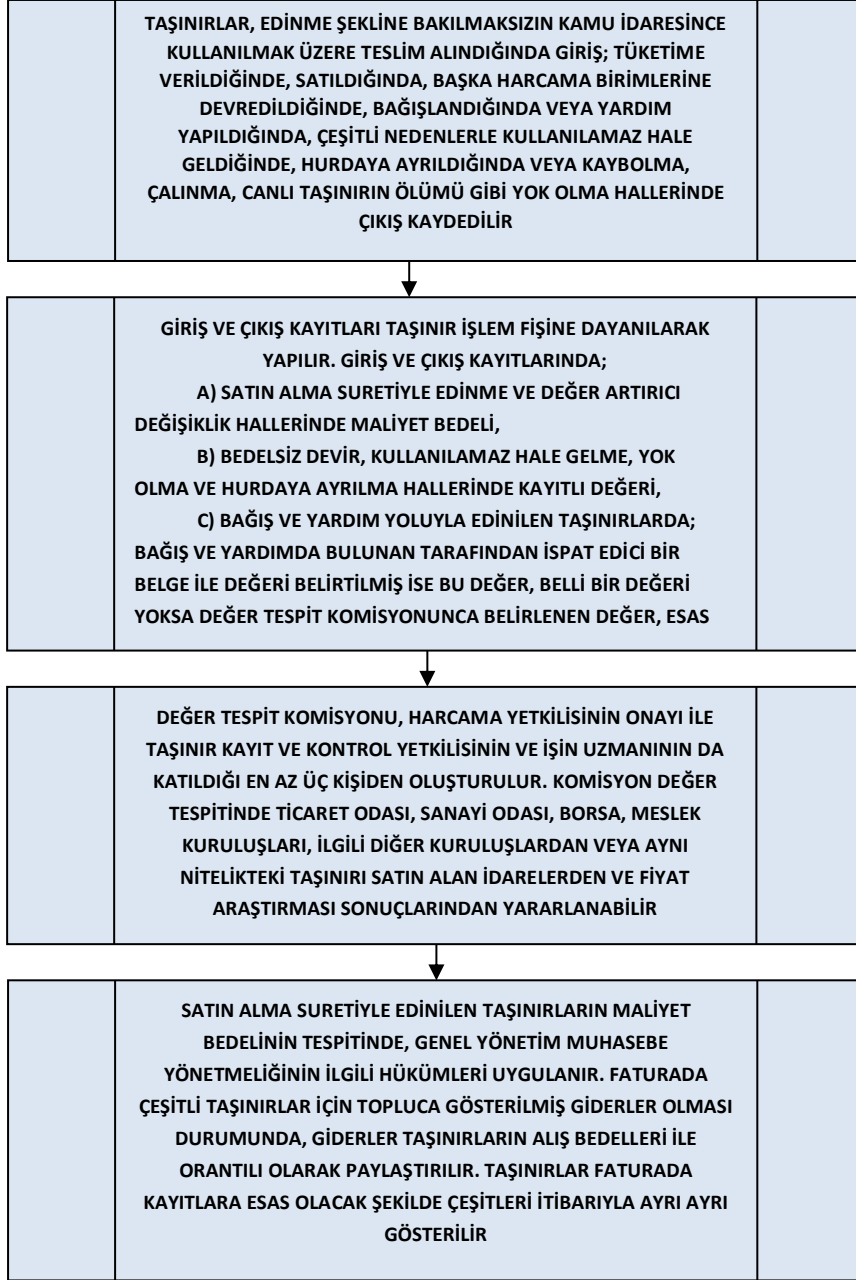 TAŞINIRLAR, EDİNME ŞEKLİNE BAKILMAKSIZIN KAMU İDARESİNCE
KULLANILMAK ÜZERE TESLİM ALINDIĞINDA GİRİŞ; TÜKETİME
VERİLDİĞİNDE, SATILDIĞINDA, BAŞKA HARCAMA BİRİMLERİNE
DEVREDİLDİĞİNDE, BAĞIŞLANDIĞINDA VEYA YARDIM
YAPILDIĞINDA, ÇEŞİTLİ NEDENLERLE KULLANILAMAZ HALE
GELDİĞİNDE, HURDAYA AYRILDIĞINDA VEYA KAYBOLMA,
ÇALINMA, CANLI TAŞINIRIN ÖLÜMÜ GİBİ YOK OLMA HALLERİNDE
ÇIKIŞ KAYDEDİLİR
GİRİŞ VE ÇIKIŞ KAYITLARI TAŞINIR İŞLEM FİŞİNE DAYANILARAK
YAPILIR. GİRİŞ VE ÇIKIŞ KAYITLARINDA;
A) SATIN ALMA SURETİYLE EDİNME VE DEĞER ARTIRICI
DEĞİŞİKLİK HALLERİNDE MALİYET BEDELİ,
B) BEDELSİZ DEVİR, KULLANILAMAZ HALE GELME, YOK
OLMA VE HURDAYA AYRILMA HALLERİNDE KAYITLI DEĞERİ,
C) BAĞIŞ VE YARDIM YOLUYLA EDİNİLEN TAŞINIRLARDA;
BAĞIŞ VE YARDIMDA BULUNAN TARAFINDAN İSPAT EDİCİ BİR
BELGE İLE DEĞERİ BELİRTİLMİŞ İSE BU DEĞER, BELLİ BİR DEĞERİ
YOKSA DEĞER TESPİT KOMİSYONUNCA BELİRLENEN DEĞER, ESAS
DEĞER TESPİT KOMİSYONU, HARCAMA YETKİLİSİNİN ONAYI İLE
TAŞINIR KAYIT VE KONTROL YETKİLİSİNİN VE İŞİN UZMANININ DA
KATILDIĞI EN AZ ÜÇ KİŞİDEN OLUŞTURULUR. KOMİSYON DEĞER
TESPİTİNDE TİCARET ODASI, SANAYİ ODASI, BORSA, MESLEK
KURULUŞLARI, İLGİLİ DİĞER KURULUŞLARDAN VEYA AYNI
NİTELİKTEKİ TAŞINIRI SATIN ALAN İDARELERDEN VE FİYAT
ARAŞTIRMASI SONUÇLARINDAN YARARLANABİLİR
SATIN ALMA SURETİYLE EDİNİLEN TAŞINIRLARIN MALİYET
BEDELİNİN TESPİTİNDE, GENEL YÖNETİM MUHASEBE
YÖNETMELİĞİNİN İLGİLİ HÜKÜMLERİ UYGULANIR. FATURADA
ÇEŞİTLİ TAŞINIRLAR İÇİN TOPLUCA GÖSTERİLMİŞ GİDERLER OLMASI
DURUMUNDA, GİDERLER TAŞINIRLARIN ALIŞ BEDELLERİ İLE
ORANTILI OLARAK PAYLAŞTIRILIR. TAŞINIRLAR FATURADA
KAYITLARA ESAS OLACAK ŞEKİLDE ÇEŞİTLERİ İTİBARIYLA AYRI AYRI
GÖSTERİLİR